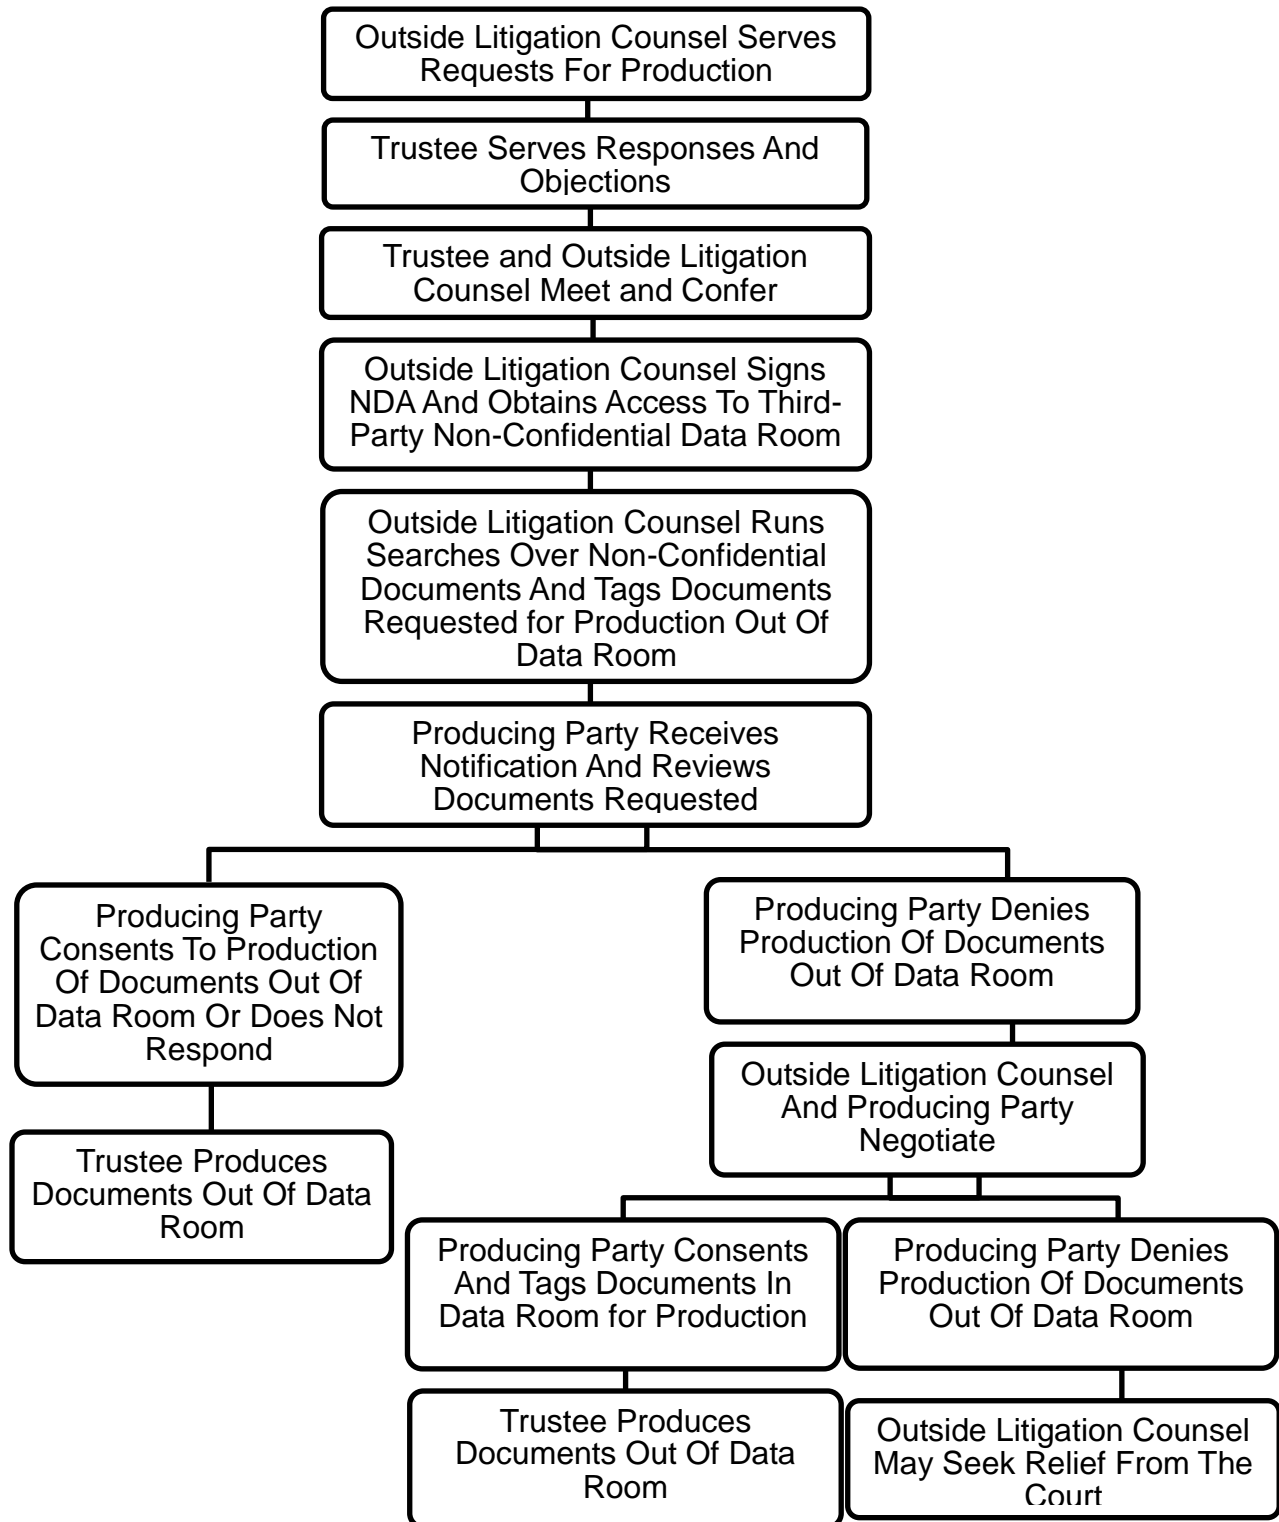 Outside Litigation Counsel Serves
Requests For Production
Trustee Serves Responses And
Objections
Trustee and Outside Litigation
Counsel Meet and Confer
Outside Litigation Counsel Signs
NDA And Obtains Access To Third-
Party Non-Confidential Data Room
Outside Litigation Counsel Runs
Searches Over Non-Confidential
Documents And Tags Documents
Requested for Production Out Of
Data Room
Producing Party Receives
Notification And Reviews
Documents Requested
Producing Party
Consents To Production
Of Documents Out Of
Data Room Or Does Not
Respond
Trustee Produces
Documents Out Of Data
Room
Producing Party Denies
Production Of Documents
Out Of Data Room
Outside Litigation Counsel
And Producing Party
Negotiate
Producing Party Consents
And Tags Documents In
Data Room for Production
Trustee Produces
Documents Out Of Data
Room
Producing Party Denies
Production Of Documents
Out Of Data Room
Outside Litigation Counsel
May Seek Relief From The
Court